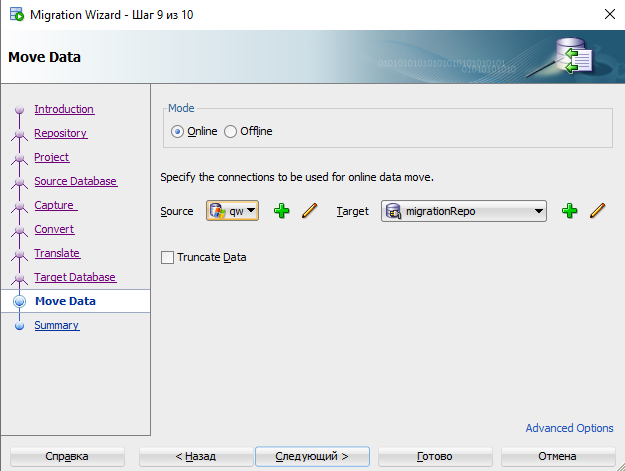 Migration Wizard - Шаг 9 из 10
Move Data
Introduction
Repository
Project
Source Database
Capture
Convert
Translate
Target Database
Move Data
Summary
Mode
Online Offline
Specify the connections to be used for online data move.
Source qw Target migrationRepo
Truncate Data
Advanced Options
Справка < Назад Следующий > Готово Отмена